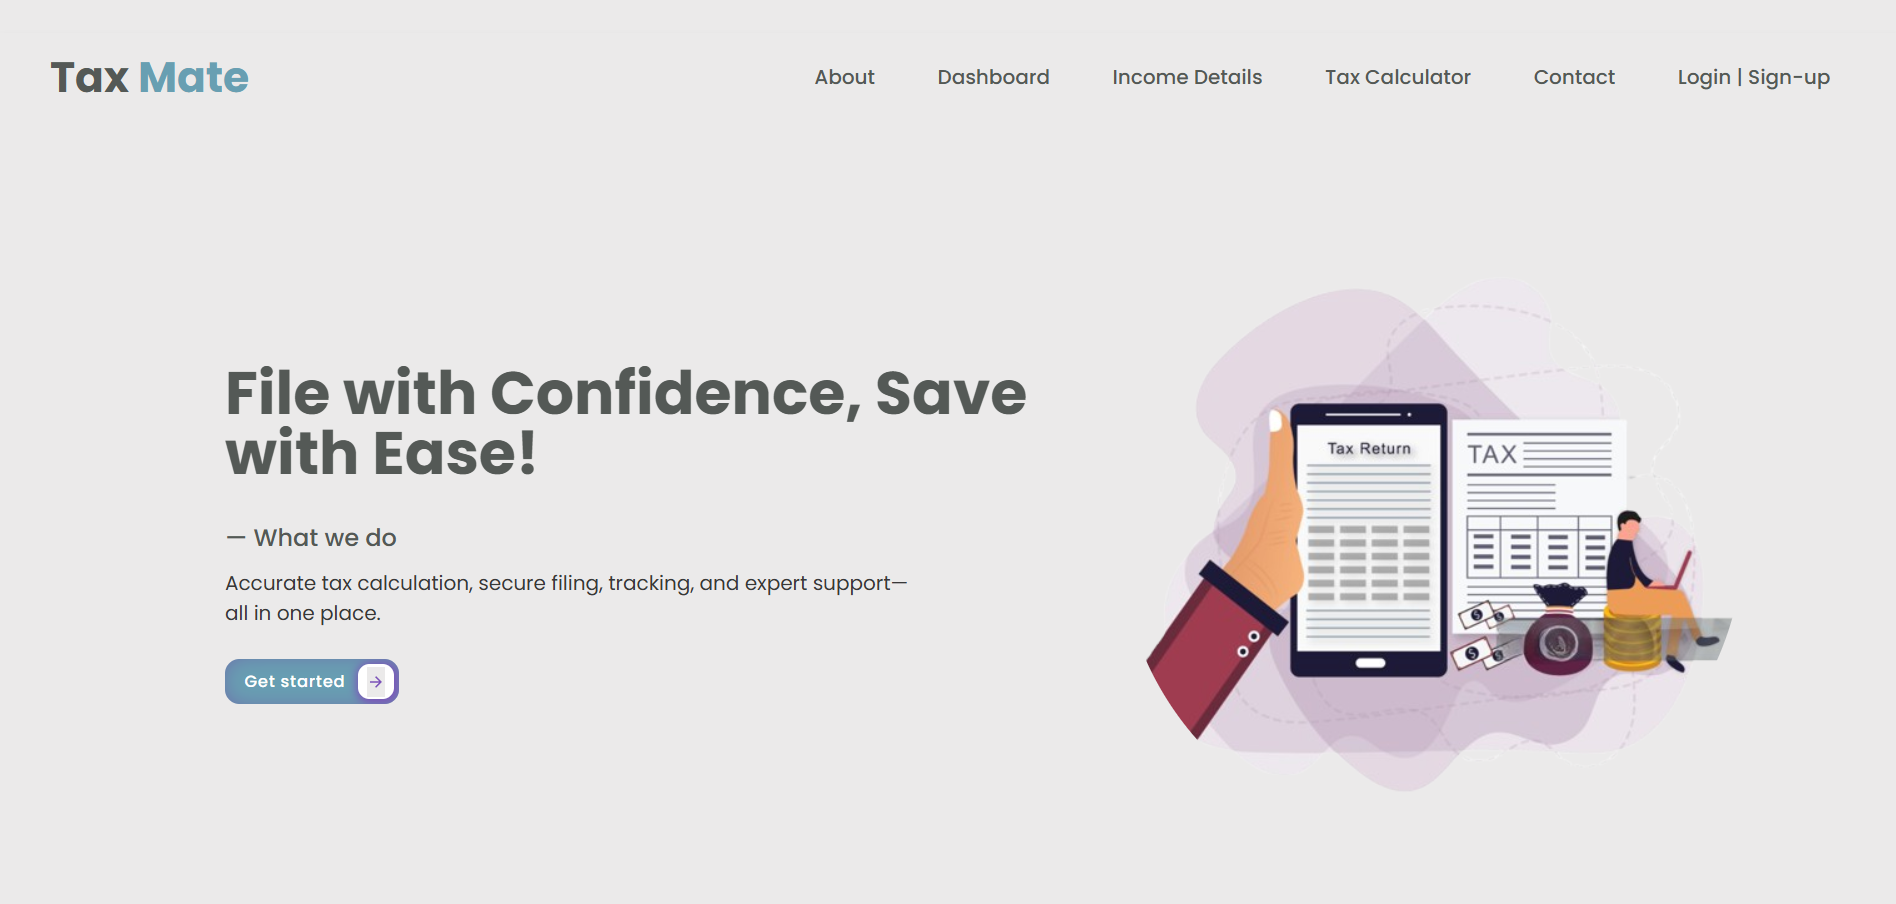 Tax Mate
About Dashboard Income Details Tax Calculator Contact Login | Sign-up
File with Confidence, Save
with Ease!
— What we do
Accurate tax calculation, secure filing, tracking, and expert support—
all in one place.
Get started
Tax Return
TAX